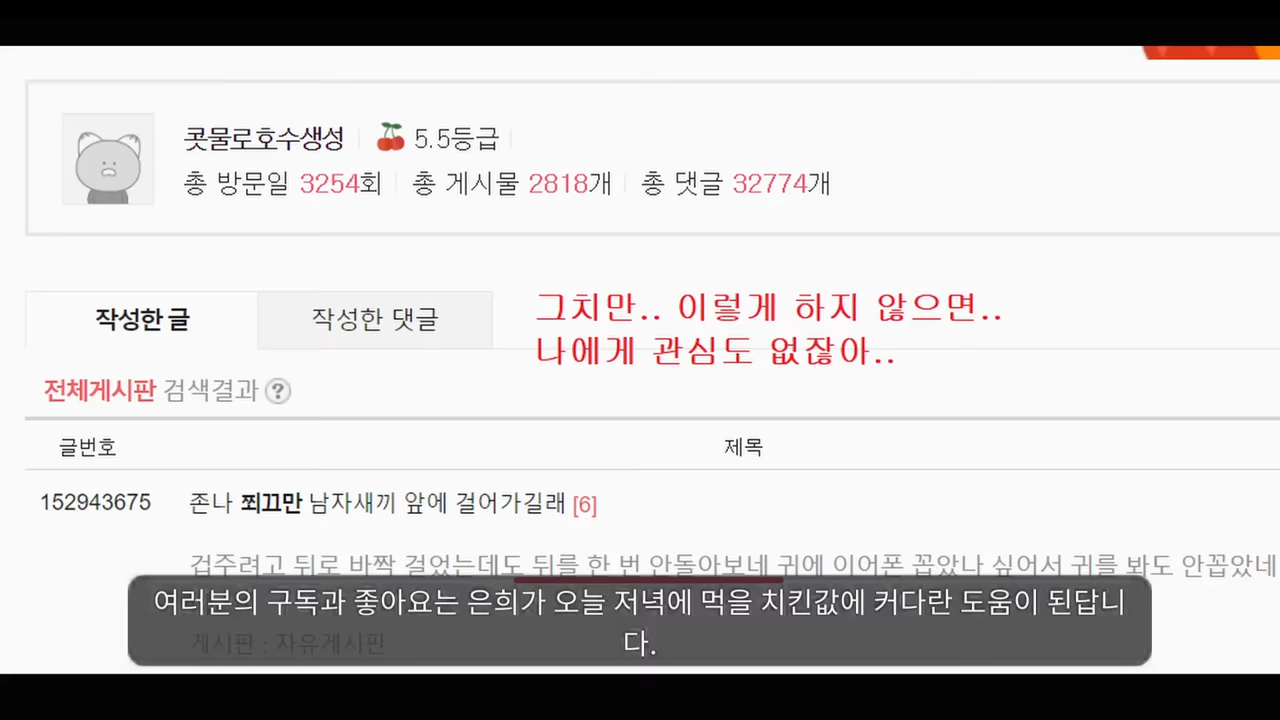 콧물로호수생성 5.5등급
총 방문일 3254회 총 게시물 2818개 총 댓글 32774개
작성한 글 작성한 댓글
그치만.. 이렇게 하지 않으면..
나에게 관심도 없잖아..
전체게시판 검색결과 ?
글번호 제목
152943675 존나 쬐끄만 남자새끼 앞에 걸어가길래 [6]
겁주려고 뒤로 바짝 걸었는데도 뒤를 한 번 안돌아보네 귀에 이어폰 꼽았나 싶어서 귀를 봐도 안꼽았네
여러분의 구독과 좋아요는 은희가 오늘 저녁에 먹을 치킨값에 커다란 도움이 된답니
다.
게시판 : 자유게시판